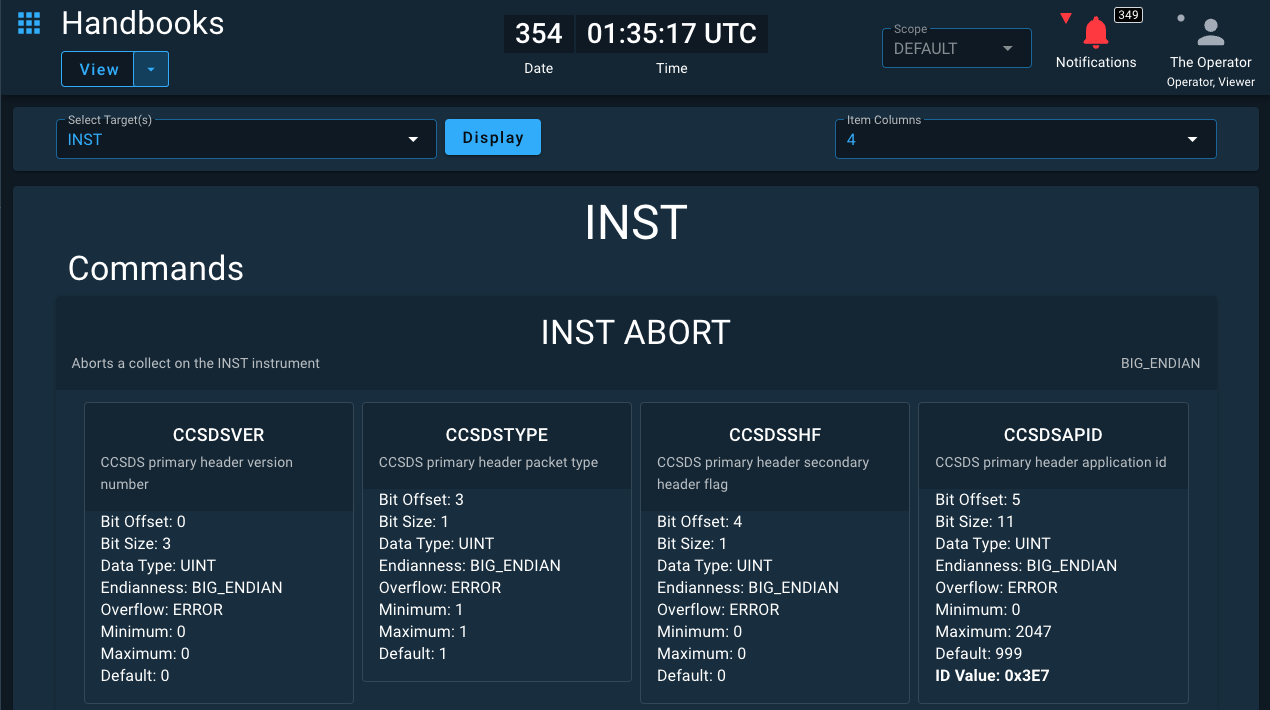 Handbooks
View
354
01:35:17 UTC
Date
Time
Scope
DEFAULT
349
Notifications
The Operator
Operator, Viewer
Select Target(s)
INST
Display
Item Columns
4
INST
Commands
INST ABORT
Aborts a collect on the INST instrument
BIG_ENDIAN
CCSDSVER
CCSDS primary header version
number
Bit Offset: 0
Bit Size: 3
Data Type: UINT
Endianness: BIG_ENDIAN
Overflow: ERROR
Minimum: 0
Maximum: 0
Default: 0
CCSDSTYPE
CCSDS primary header packet type
Bit Offset: 3
Bit Size: 1
Data Type: UINT
Endianness: BIG_ENDIAN
Overflow: ERROR
Minimum: 1
Maximum: 1
Default: 1
CCSDSSHF
CCSDS primary header secondary
header flag
Bit Offset: 4
Bit Size: 1
Data Type: UINT
Endianness: BIG_ENDIAN
Overflow: ERROR
Minimum: 0
Maximum: 0
Default: 0
CCSDSAPID
CCSDS primary header application id
Bit Offset: 5
Bit Size: 11
Data Type: UINT
Endianness: BIG_ENDIAN
Overflow: ERROR
Minimum: 0
Maximum: 2047
Default: 999
ID Value: 0x3E7